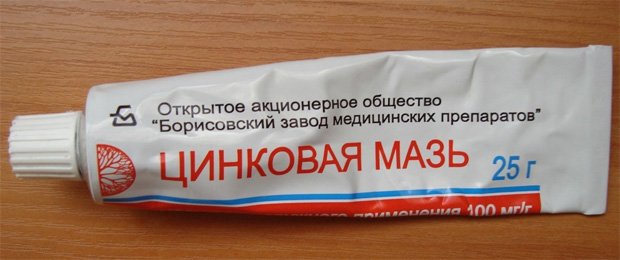 Открытое акционерное общество
"Борисовский завод медицинских препаратов"
ЦИНКОВАЯ МАЗЬ 25 г
применения 100 мг/г